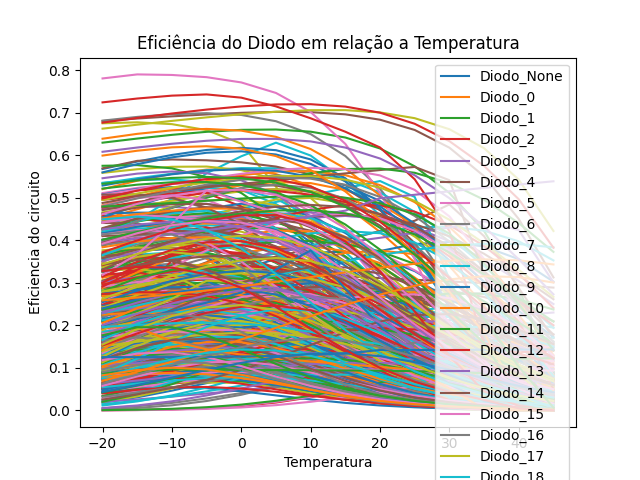 Eficiência do Diodo em relação a Temperatura
Eficiencia do circuito
0.8
0.7
0.6
0.5
0.4
0.3
0.2
0.1
0.0
−20
−10
0
10
20
30
40
Temperatura
Diodo_None
Diodo_0
Diodo_1
Diodo_2
Diodo_3
Diodo_4
Diodo_5
Diodo_6
Diodo_7
Diodo_8
Diodo_9
Diodo_10
Diodo_11
Diodo_12
Diodo_13
Diodo_14
Diodo_15
Diodo_16
Diodo_17
Diodo_18